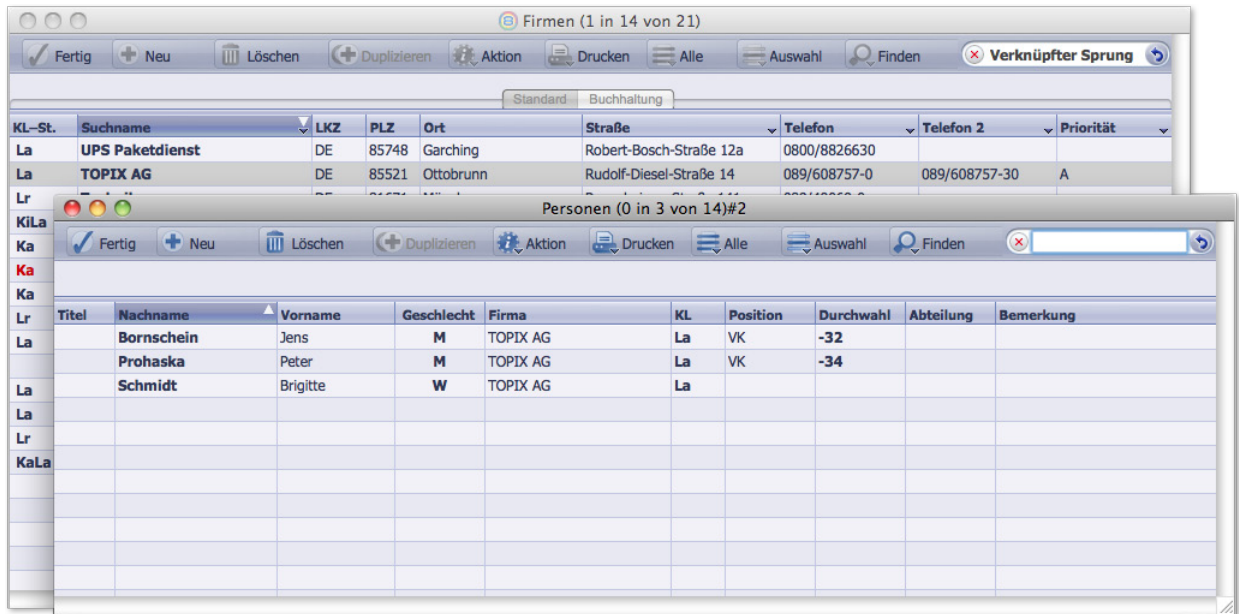 Firmen (1 in 14 von 21)
Fertig Neu Löschen Duplizieren Aktion Drucken Alle Auswahl Finden Verknüpfter Sprung
Standard Buchhaltung
KL-St. Suchname LKZ PLZ Ort Straße Telefon Telefon 2 Priorität
La UPS Paketdienst DE 85748 Garching Robert-Bosch-Straße 12a 0800/8826630
La TOPIX AG DE 85521 Ottobrunn Rudolf-Diesel-Straße 14 089/608757-0 089/608757-30 A
Lr
KiLa
Ka
Ka
Ka
Lr
La
La
La
Lr
KaLa
Personen (0 in 3 von 14)#2
Fertig Neu Löschen Duplizieren Aktion Drucken Alle Auswahl Finden
Titel Nachname Vorname Geschlecht Firma KL Position Durchwahl Abteilung Bemerkung
Bornschein Jens M TOPIX AG La VK -32
Prohaska Peter M TOPIX AG La VK -34
Schmidt Brigitte W TOPIX AG La